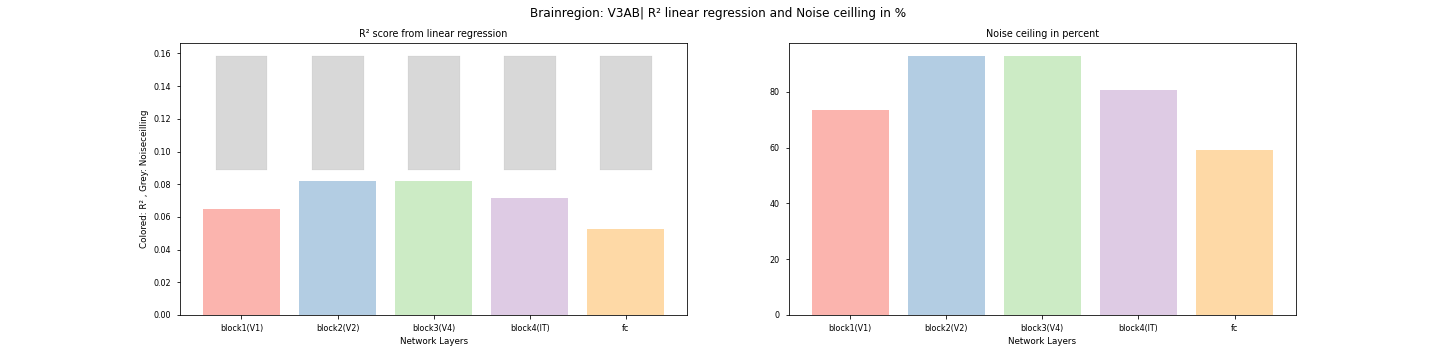 Brainregion: V3AB| R² linear regression and Noise ceilling in %
R² score from linear regression
Colored: R² , Grey: Noiseceilling
0.16
0.14
0.12
0.10
0.08
0.06
0.04
0.02
0.00
block1(V1) block2(V2) block3(V4) block4(IT) fc
Network Layers
Noise ceiling in percent
80
60
40
20
0
block1(V1) block2(V2) block3(V4) block4(IT) fc
Network Layers